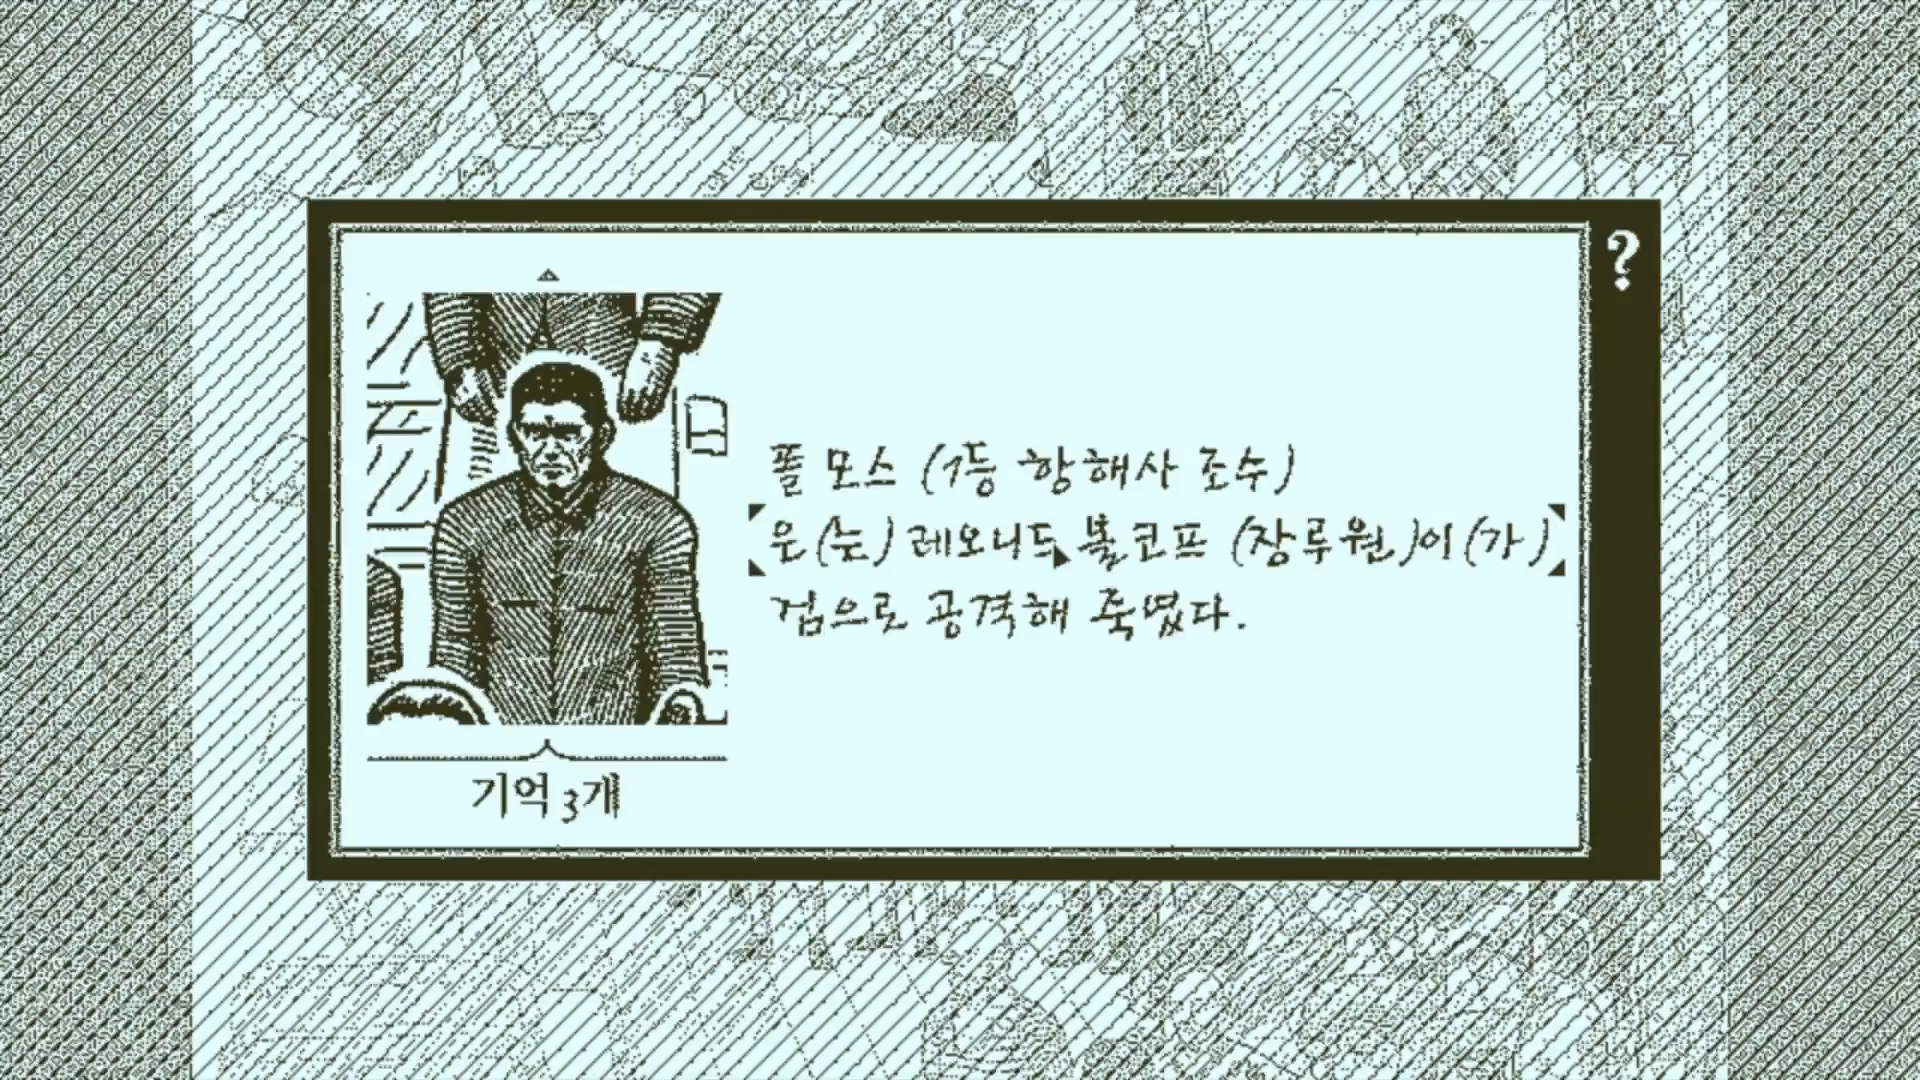 ?
폴 모스 (1등 항해사 조수)
은(는) 레오니드 볼코프 (장루원)이(가)
검으로 공격해 죽였다.
기억 3개